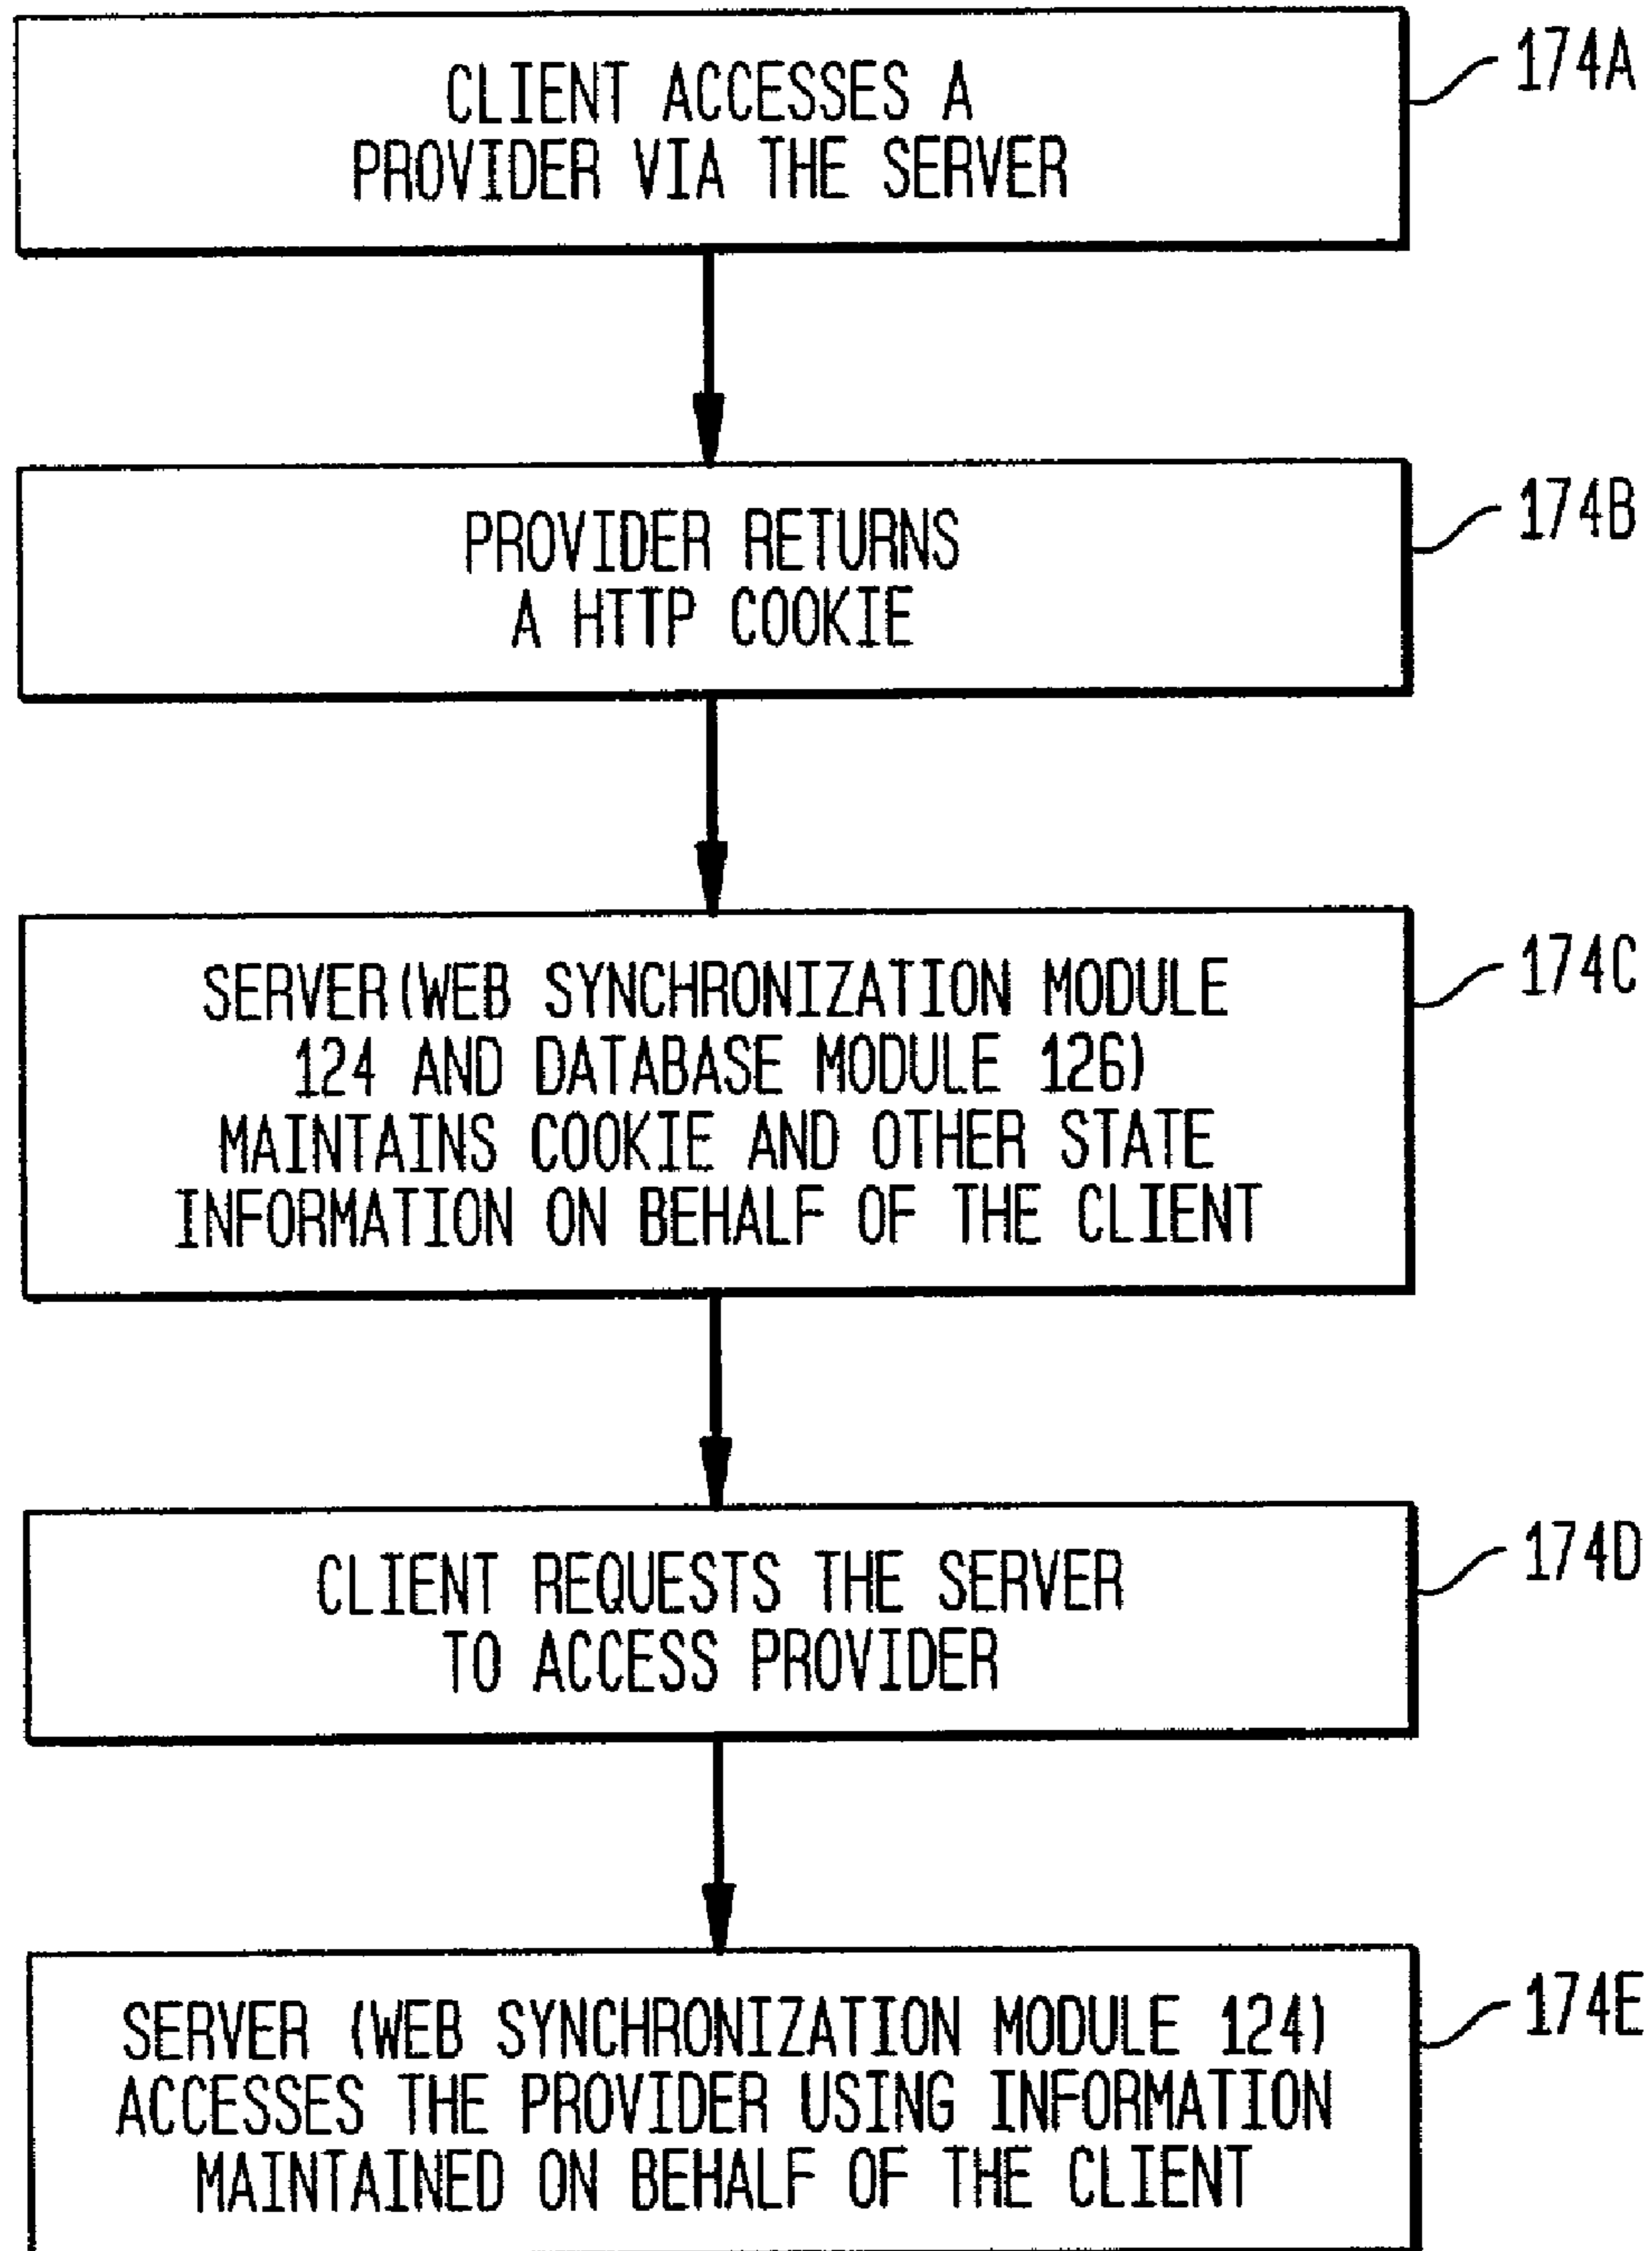 CLIENT ACCESSES A
PROVIDER VIA THE SERVER
174A
PROVIDER RETURNS
A HTTP COOKIE
174B
SERVER(WEB SYNCHRONIZATION MODULE
124 AND DATABASE MODULE 126)
MAINTAINS COOKIE AND OTHER STATE
INFORMATION ON BEHALF OF THE CLIENT
174C
CLIENT REQUESTS THE SERVER
TO ACCESS PROVIDER
174D
SERVER (WEB SYNCHRONIZATION MODULE 124)
ACCESSES THE PROVIDER USING INFORMATION
MAINTAINED ON BEHALF OF THE CLIENT
174E